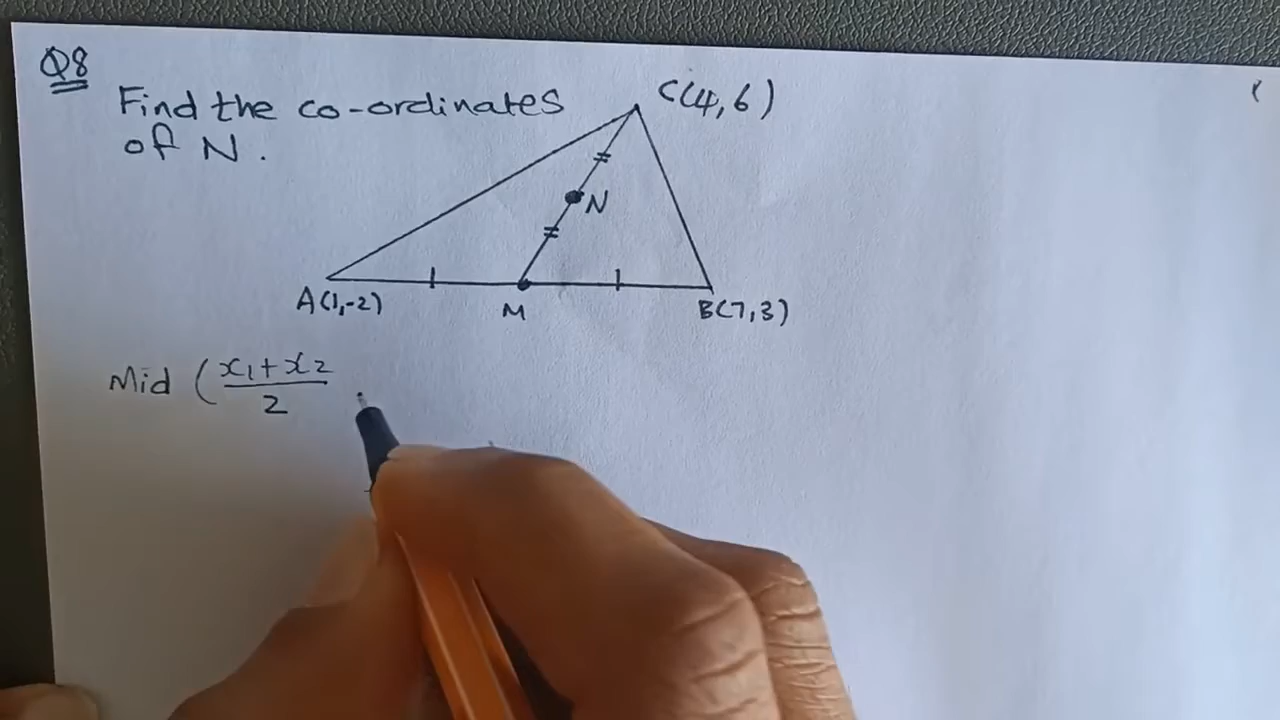 Q8
Find the co-ordinates
of N.
C(4,6)
N
A(1,-2)
M
B(7,3)
Mid (x₁+x₂
2